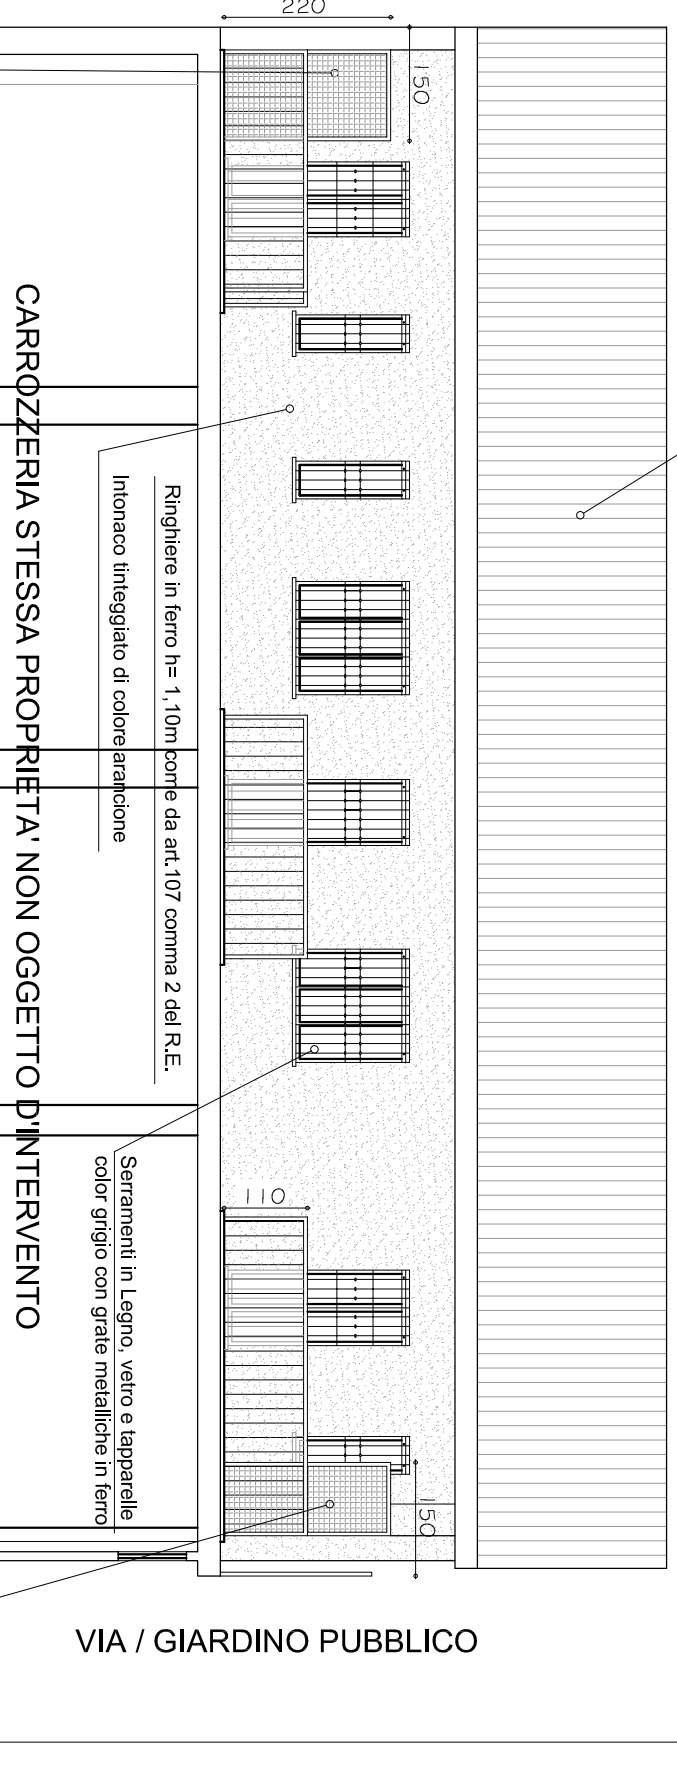 220
150
CARROZZERIA STESSA PROPRIETA' NON OGGETTO D'INTERVENTO
Ringhiere in ferro h= 1,10m come da art.107 comma 2 del R.E.
Intonaco tinteggiato di colore arancione
110
Serramenti in Legno, vetro e tapparelle
color grigio con grate metalliche in ferro
150
VIA / GIARDINO PUBBLICO